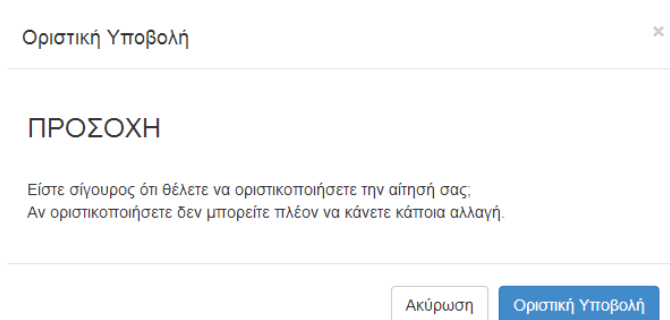 Οριστική Υποβολή
×
ΠΡΟΣΟΧΗ
Είστε σίγουρος ότι θέλετε να οριστικοποιήσετε την αίτησή σας;
Αν οριστικοποιήσετε δεν μπορείτε πλέον να κάνετε κάποια αλλαγή.
Ακύρωση
Οριστική Υποβολή